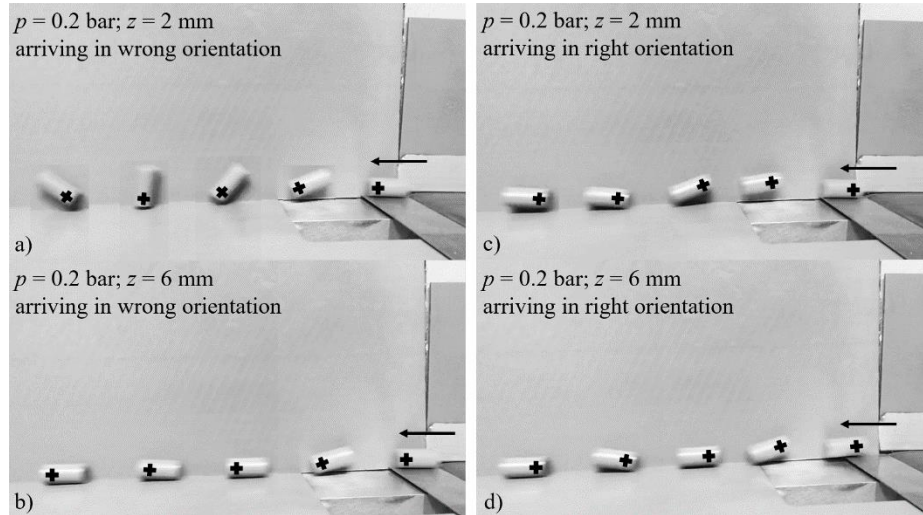 p = 0.2 bar; z = 2 mm
arriving in wrong orientation
a)
p = 0.2 bar; z = 6 mm
arriving in wrong orientation
b)
p = 0.2 bar; z = 2 mm
arriving in right orientation
c)
p = 0.2 bar; z = 6 mm
arriving in right orientation
d)